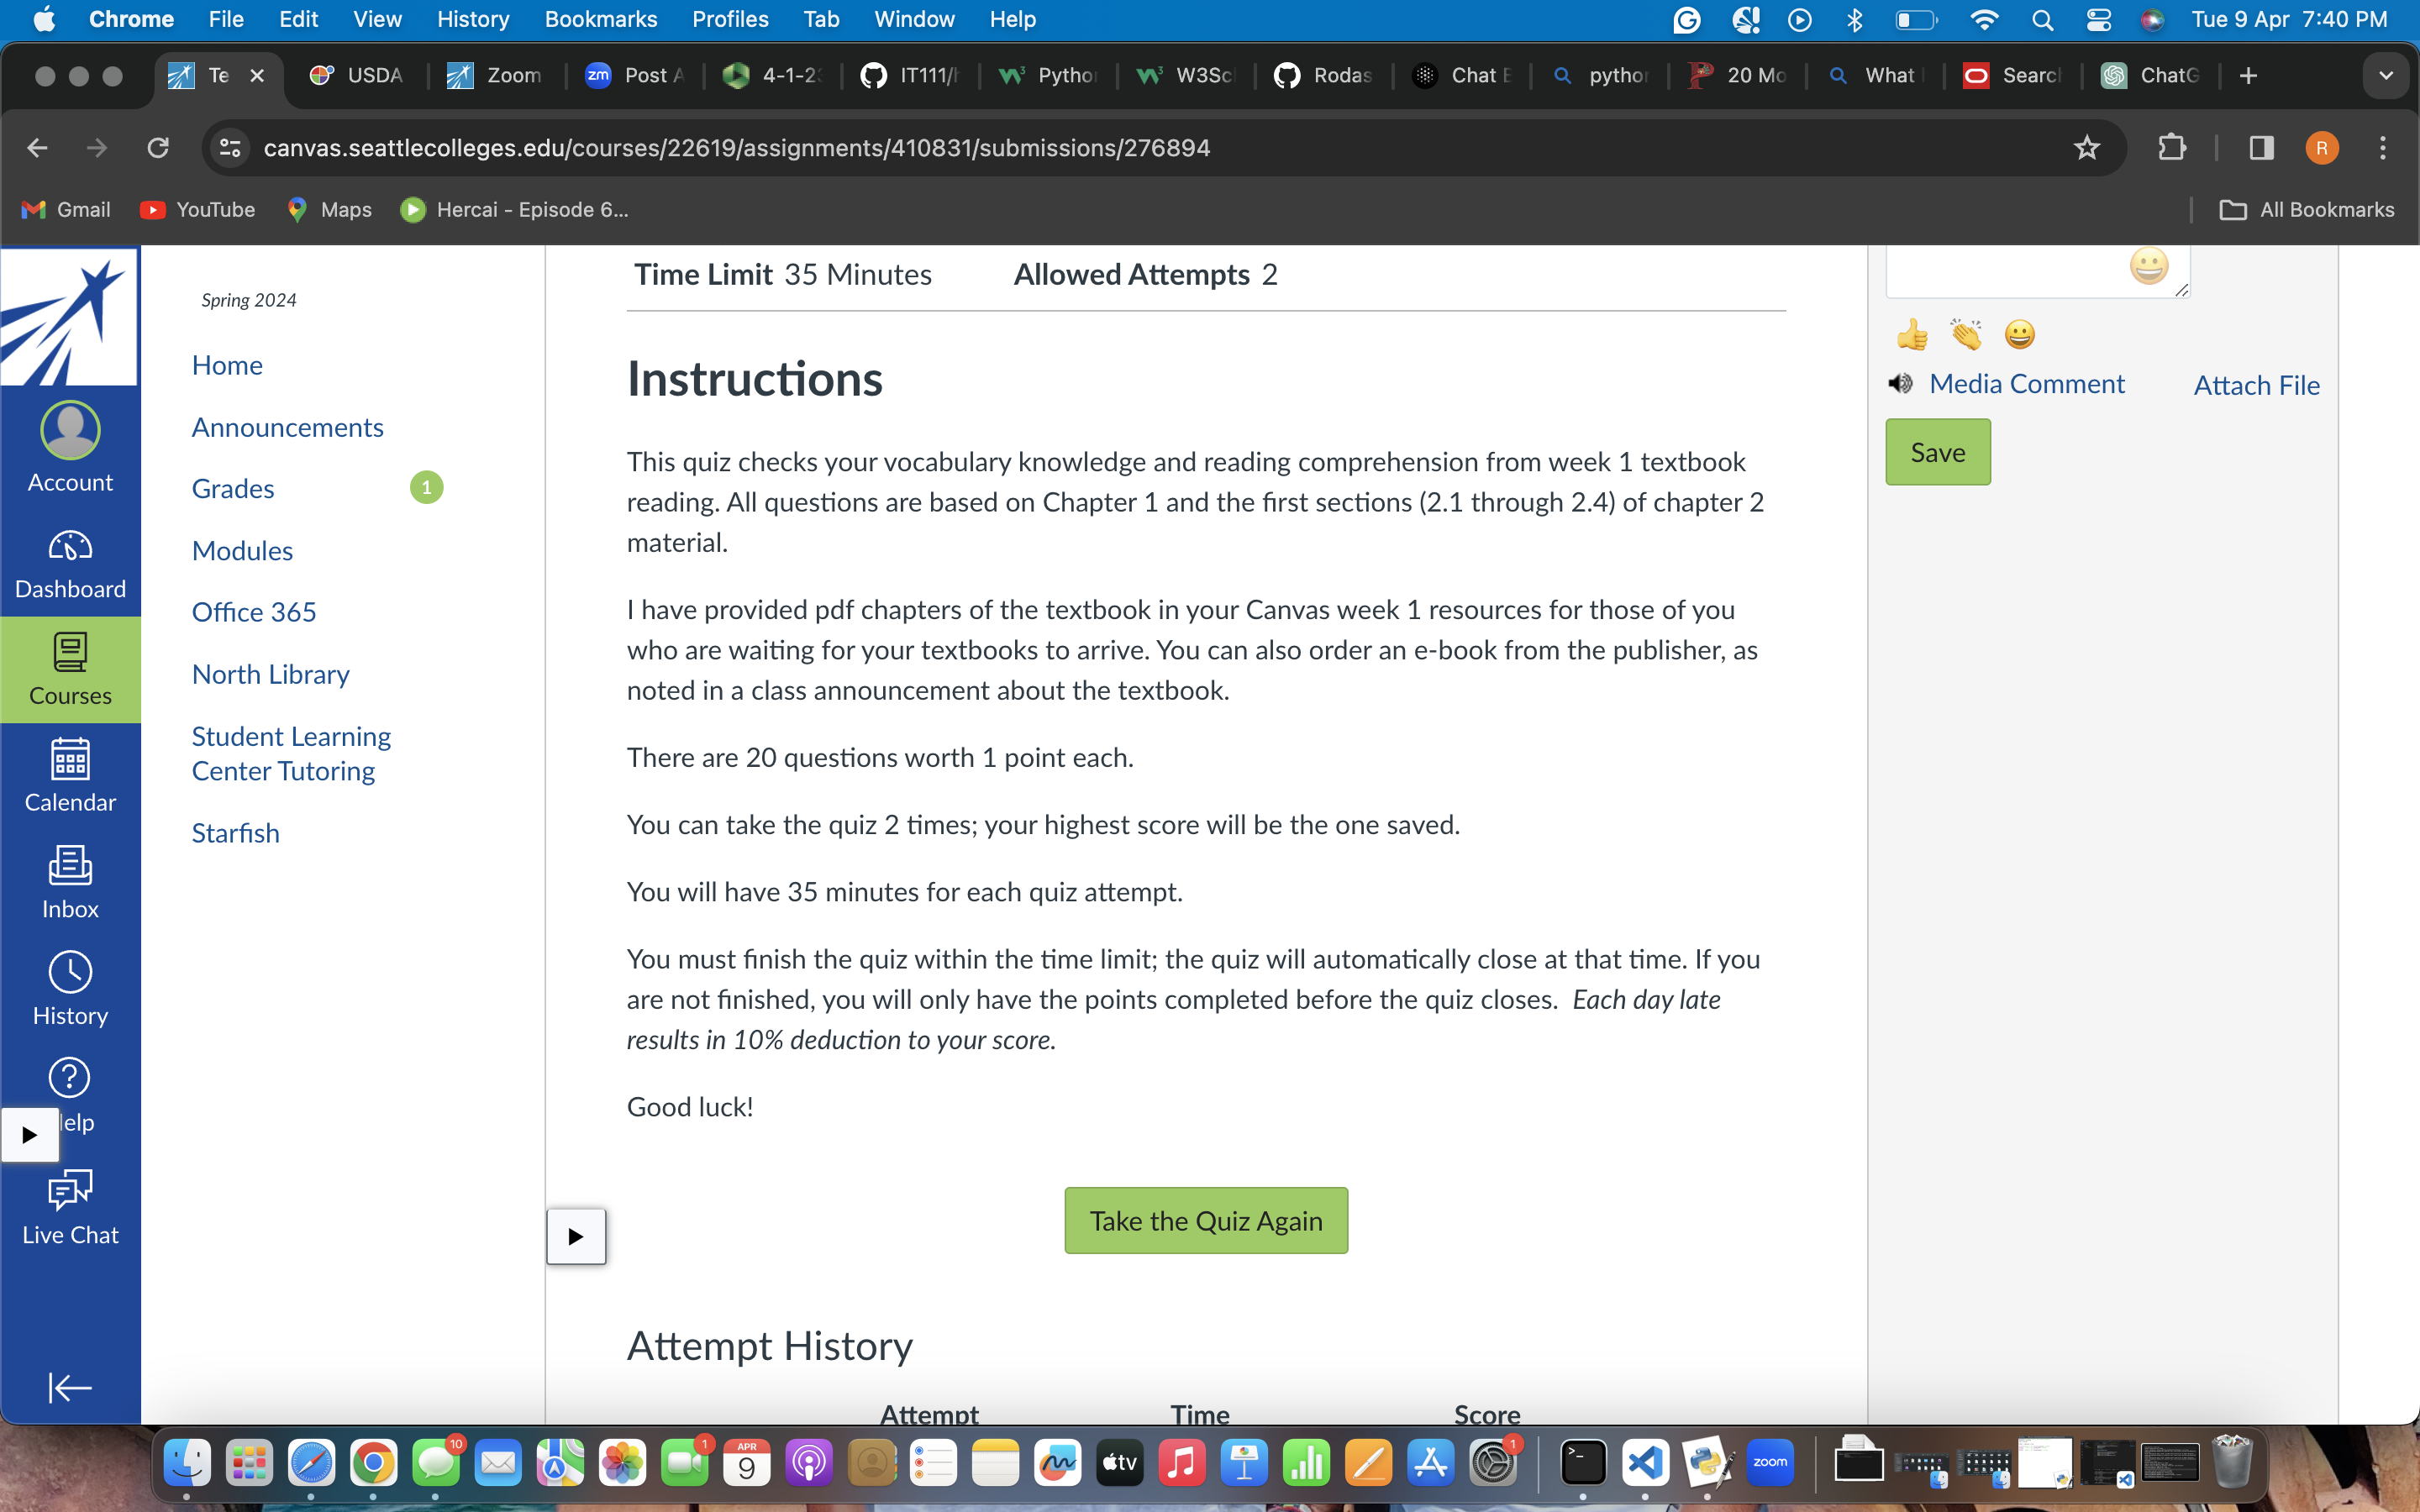 Chrome File Edit View History Bookmarks Profiles Tab Window Help Tue 9 Apr 7:40 PM
Te USDA Zoom zm Post A 4-1-23 IT111/h Pytho W3Sc Rodas Chat E pytho 20 Mo What Search ChatG
canvas.seattlecolleges.edu/courses/22619/assignments/410831/submissions/276894 R
Gmail YouTube Maps Hercai - Episode 6... All Bookmarks
Account
Dashboard
Courses
Calendar
Inbox
History
elp
Live Chat
Spring 2024
Home
Announcements
Grades 1
Modules
Office 365
North Library
Student Learning
Center Tutoring
Starfish
Time Limit 35 Minutes Allowed Attempts 2
Instructions
This quiz checks your vocabulary knowledge and reading comprehension from week 1 textbook
reading. All questions are based on Chapter 1 and the first sections (2.1 through 2.4) of chapter 2
material.
I have provided pdf chapters of the textbook in your Canvas week 1 resources for those of you
who are waiting for your textbooks to arrive. You can also order an e-book from the publisher, as
noted in a class announcement about the textbook.
There are 20 questions worth 1 point each.
You can take the quiz 2 times; your highest score will be the one saved.
You will have 35 minutes for each quiz attempt.
You must finish the quiz within the time limit; the quiz will automatically close at that time. If you
are not finished, you will only have the points completed before the quiz closes. Each day late
results in 10% deduction to your score.
Good luck!
Take the Quiz Again
Attempt History
Attempt Time Score
Media Comment Attach File
Save
10 1 APR 9 tv 1 zoom